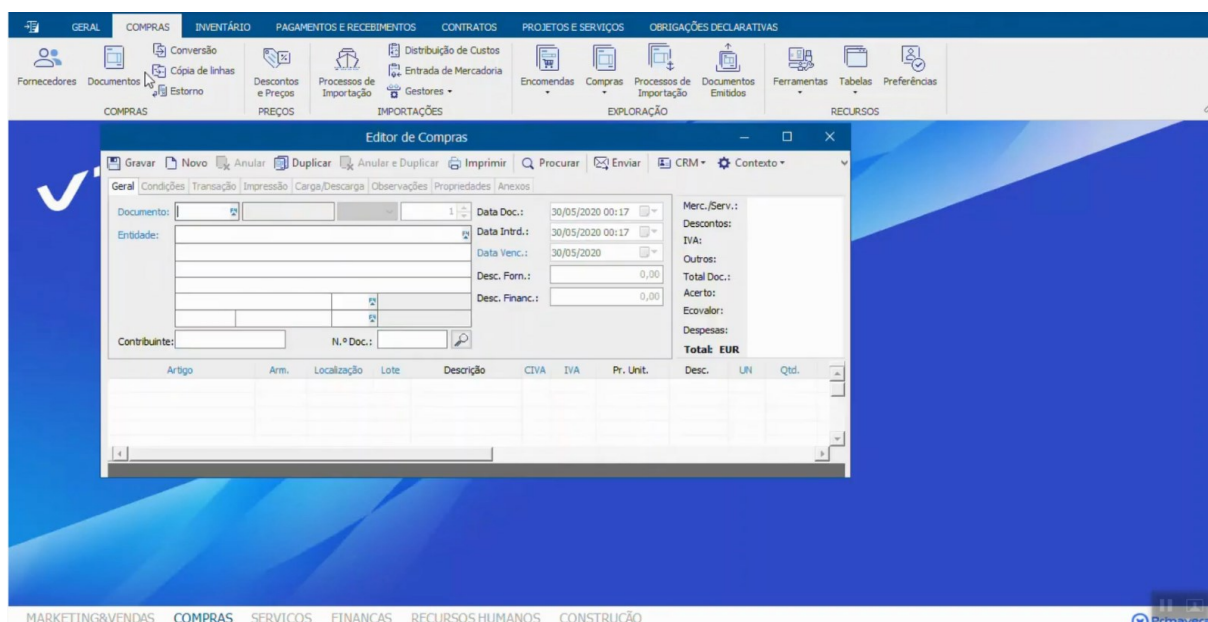 GERAL COMPRAS INVENTÁRIO PAGAMENTOS E RECEBIMENTOS CONTRATOS PROJETOS E SERVIÇOS OBRIGAÇÕES DECLARATIVAS
Fornecedores Documentos Conversão Cópia de linhas Estorno
Descontos e Preços
Processos de Importação Distribuição de Custos Entrada de Mercadoria Gestores
Encomendas Compras Processos de Importação Documentos Emitidos
Ferramentas Tabelas Preferências
COMPRAS PREÇOS IMPORTAÇÕES EXPLORAÇÃO RECURSOS
Editor de Compras
Gravar Novo Anular Duplicar Anular e Duplicar Imprimir Procurar Enviar CRM Contexto
Geral Condições Transação Impressão Carga/Descarga Observações Propriedades Anexos
Documento: 1 Data Doc.: 30/05/2020 00:17
Entidade: Data Intrd.: 30/05/2020 00:17
Data Venc.: 30/05/2020
Desc. Forn.: 0,00
Desc. Financ.: 0,00
Contribuinte: N.º Doc.:
Merc./Serv.:
Descontos:
IVA:
Outros:
Total Doc.:
Acerto:
Ecovalor:
Despesas:
Total: EUR
Artigo Arm. Localização Lote Descrição CIVA IVA Pr. Unit. Desc. UN Qtd.
MARKETING&VENDAS COMPRAS SERVIÇOS FINANÇAS RECURSOS HUMANOS CONSTRUÇÃO